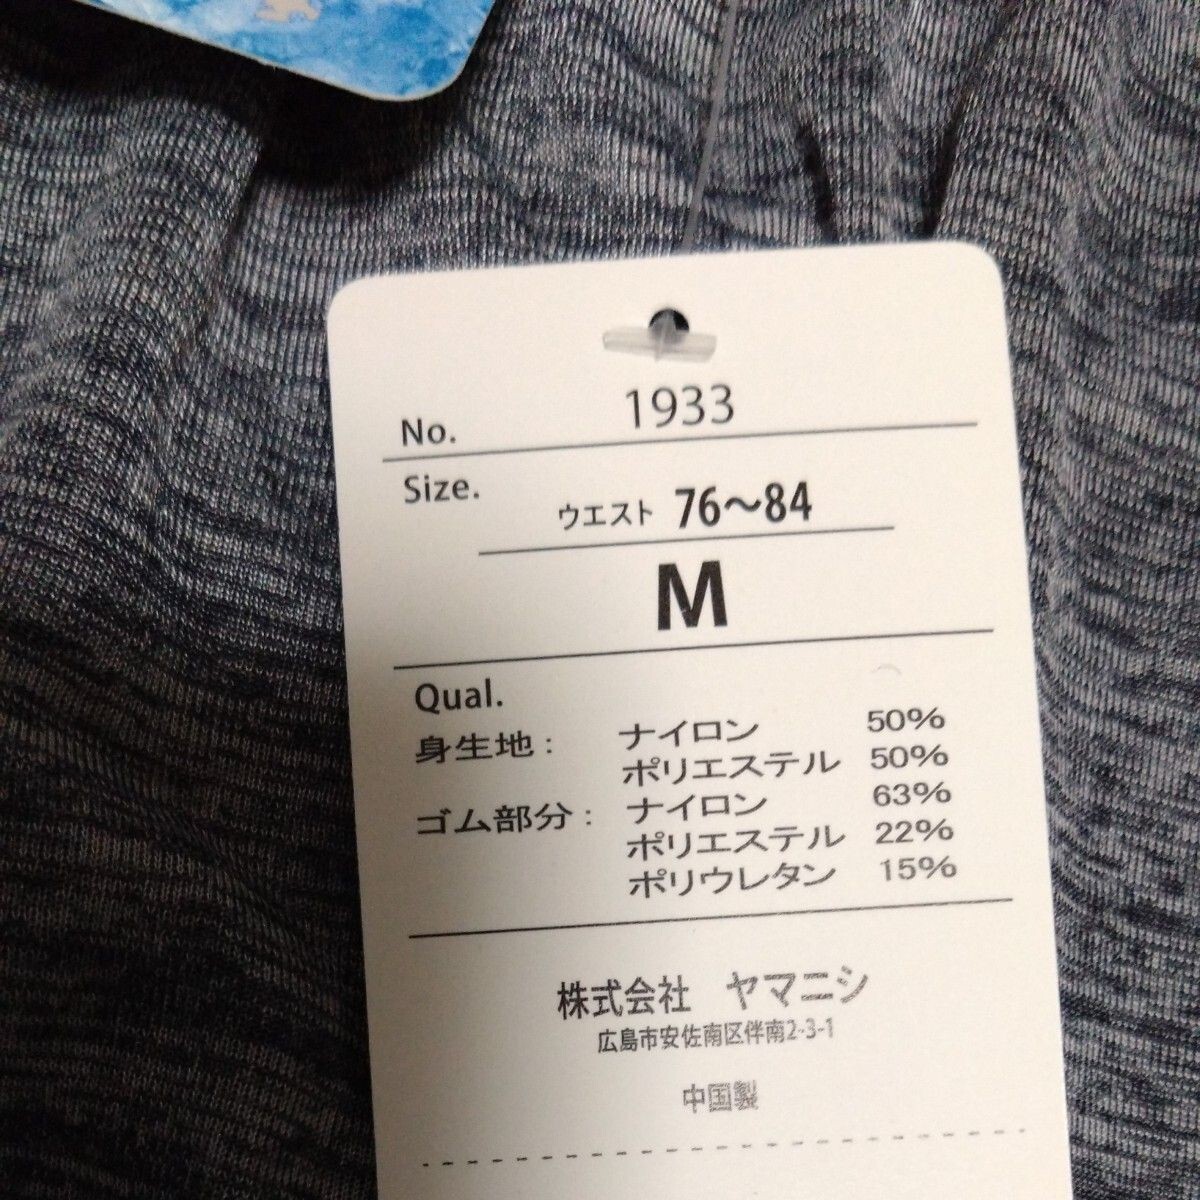 No. 1933
Size.
ウエスト 76〜84
M
Qual.
身生地： ナイロン 50%
ポリエステル 50%
ゴム部分： ナイロン 63%
ポリエステル 22%
ポリウレタン 15%
株式会社 ヤマニシ
広島市安佐南区伴南2-3-1
中国製